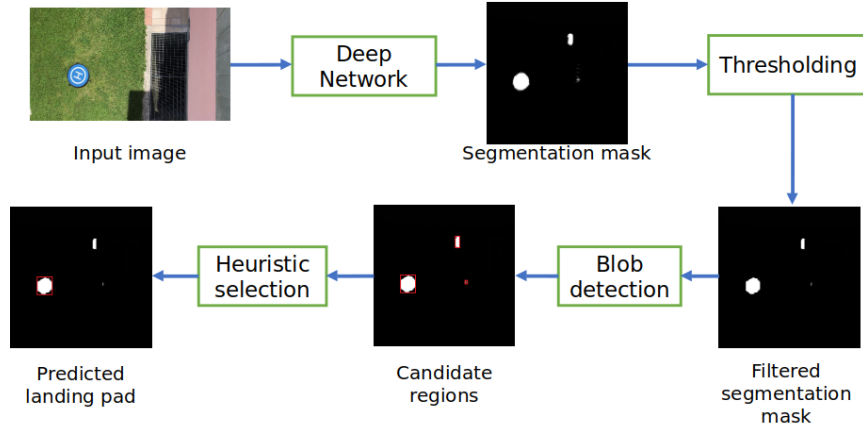 Deep
Network
Thresholding
Input image
Segmentation mask
H
Heuristic
selection
Blob
detection
Predicted
landing pad
Candidate
regions
Filtered
segmentation
mask